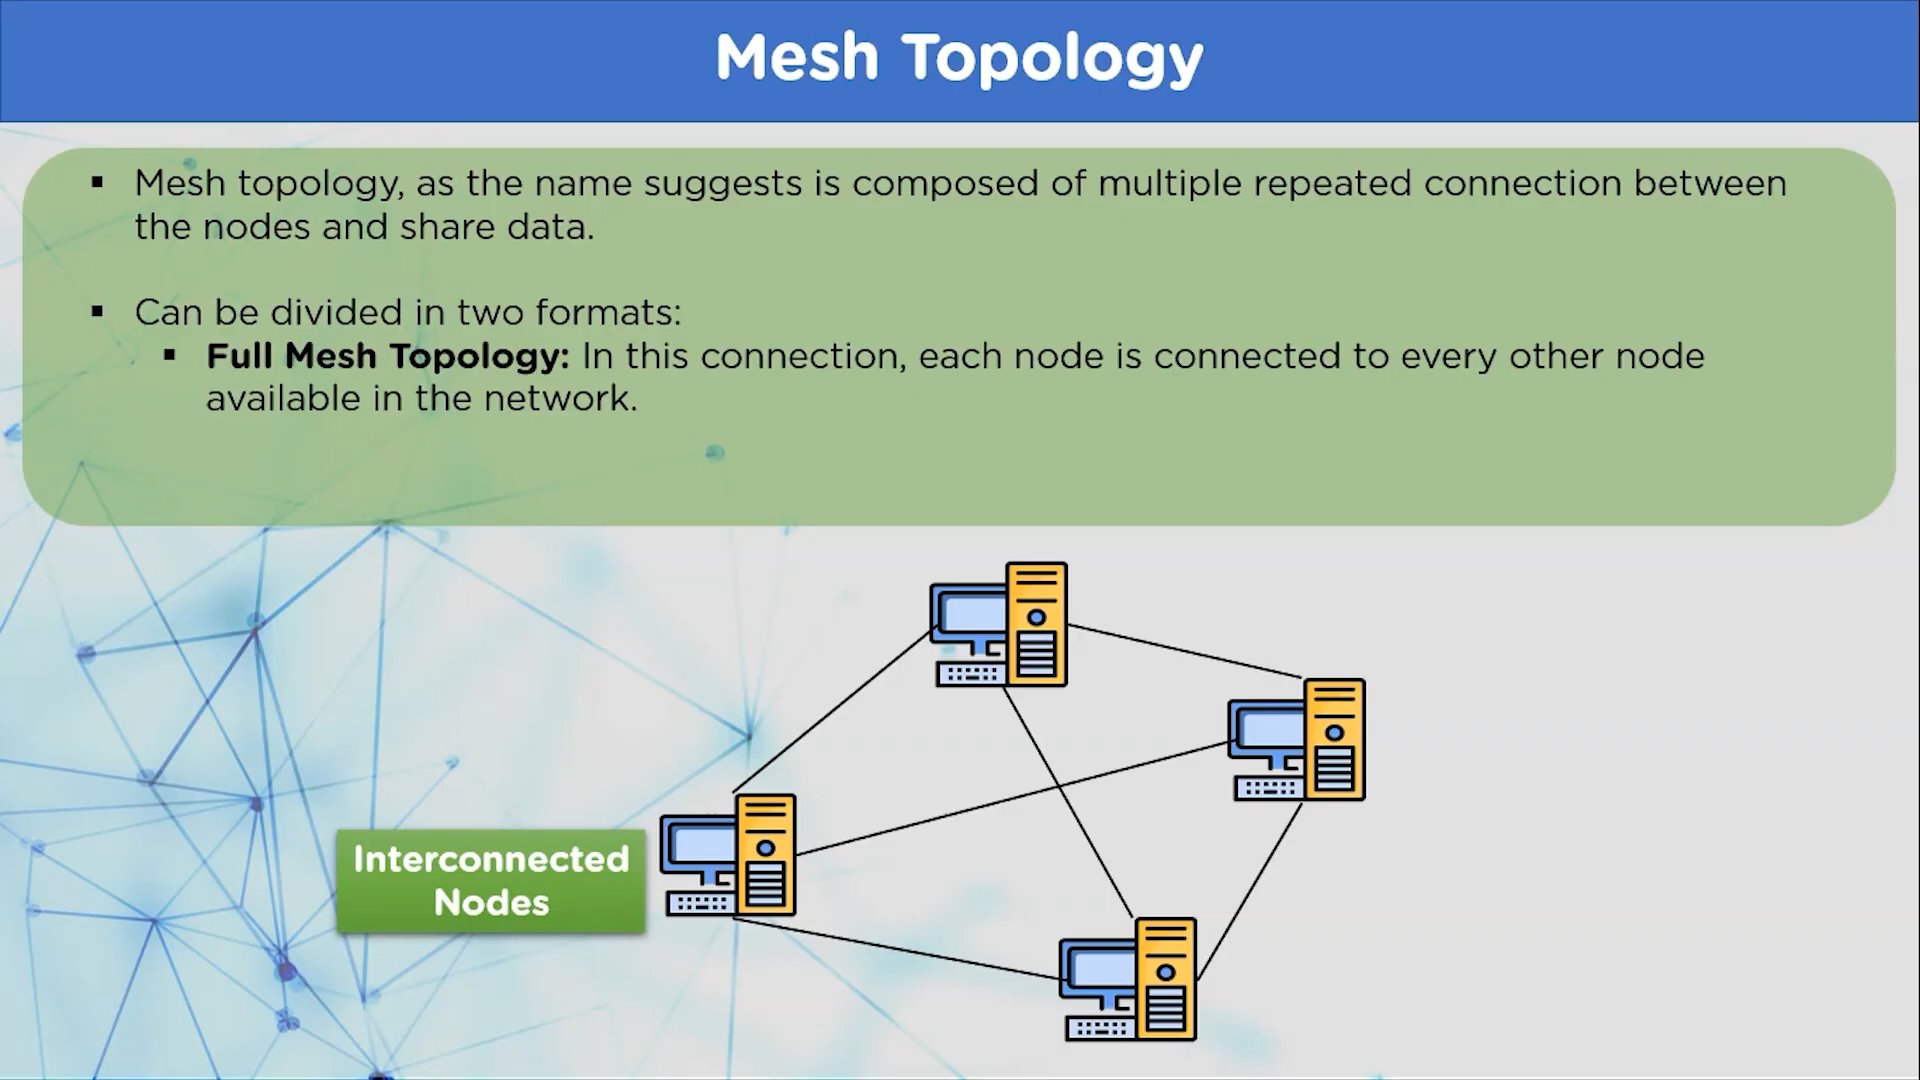 Mesh Topology
▪ Mesh topology, as the name suggests is composed of multiple repeated connection between
the nodes and share data.
▪ Can be divided in two formats:
▪ Full Mesh Topology: In this connection, each node is connected to every other node
available in the network.
Interconnected
Nodes